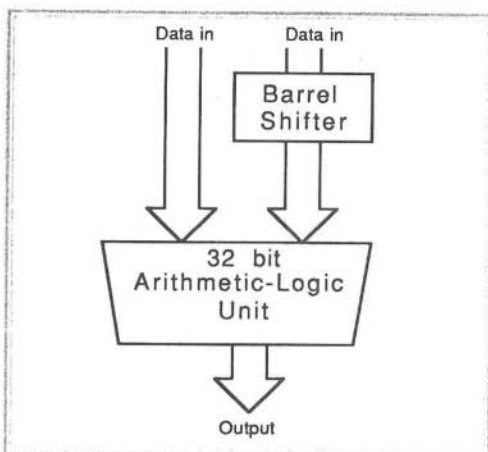 Data in
Data in
Barrel
Shifter
32 bit
Arithmetic-Logic
Unit
Output